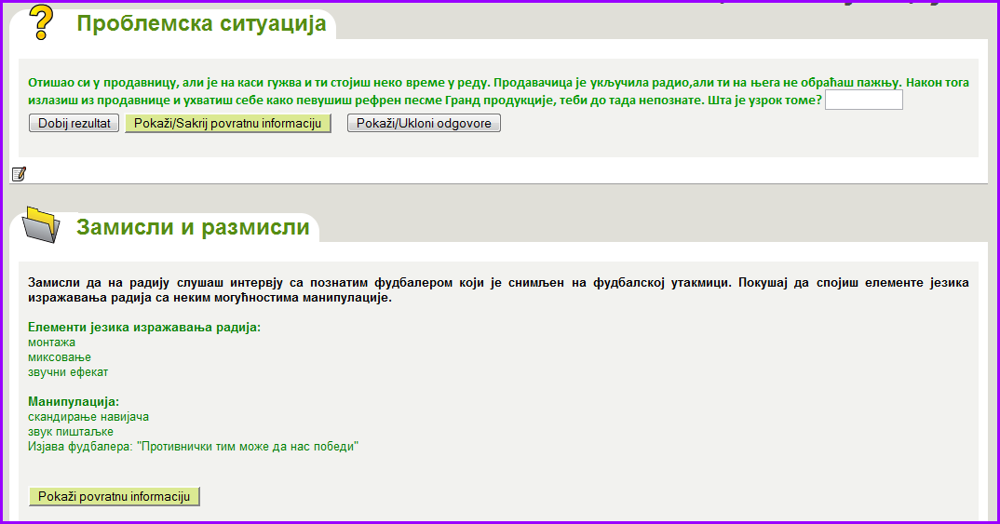 Проблемска ситуација
Отишао си у продавницу, али је на каси гужва и ти стојиш неко време у реду. Продавачица је укључила радио,али ти на њега не обраћаш пажњу. Након тога
излазиш из продавнице и ухватиш себе како певушиш рефрен песме Гранд продукције, теби до тада непознате. Шта је узрок томе?
Dobij rezultat Pokaži/Sakrij povratnu informaciju Pokaži/Ukloni odgovore
Замисли и размисли
Замисли да на радију слушаш интервју са познатим фудбалером који је снимљен на фудбалској утакмици. Покушај да спојиш елементе језика
изражавања радија са неким могућностима манипулације.
Елементи језика изражавања радија:
монтажа
миксовање
звучни ефекат
Манипулација:
скандирање навијача
звук пиштаљке
Изјава фудбалера: "Противнички тим може да нас победи"
Pokaži povratnu informaciju